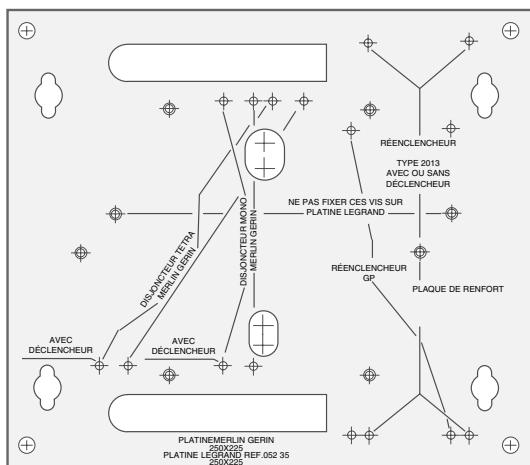 RÉENCLENCHEUR
TYPE 2013
AVEC OU SANS
DÉCLENCHEUR
NE PAS FIXER CES VIS SUR
PLATINE LEGRAND
DISJONCTEUR TETRA
MERLIN GERIN
DISJONCTEUR MONO
MERLIN GERIN
RÉENCLENCHEUR
GP
PLAQUE DE RENFORT
AVEC
DÉCLENCHEUR
AVEC
DÉCLENCHEUR
PLATINEMERLIN GERIN
250X225
PLATINE LEGRAND REF.052 35
250X225